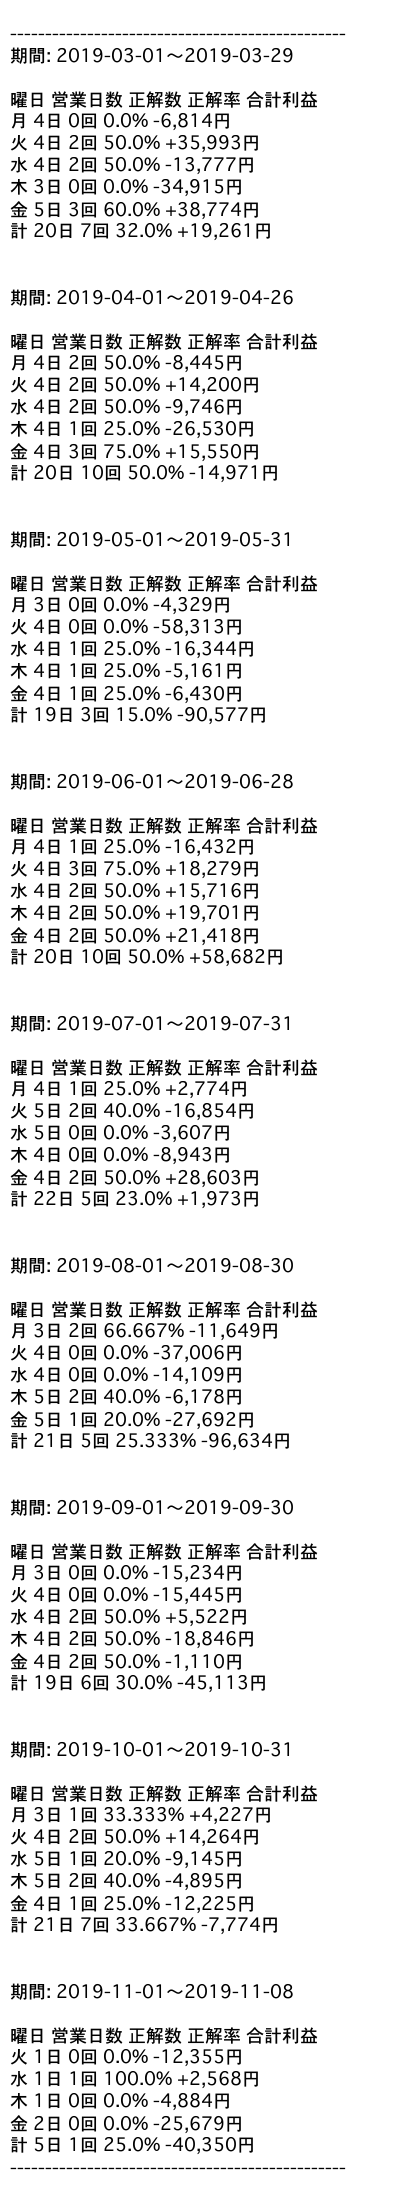 ------------------------------------------------
期間: 2019-03-01〜2019-03-29
曜日 営業日数 正解数 正解率 合計利益
月 4日 0回 0.0% -6,814円
火 4日 2回 50.0% +35,993円
水 4日 2回 50.0% -13,777円
木 3日 0回 0.0% -34,915円
金 5日 3回 60.0% +38,774円
計 20日 7回 32.0% +19,261円
期間: 2019-04-01〜2019-04-26
曜日 営業日数 正解数 正解率 合計利益
月 4日 2回 50.0% -8,445円
火 4日 2回 50.0% +14,200円
水 4日 2回 50.0% -9,746円
木 4日 1回 25.0% -26,530円
金 4日 3回 75.0% +15,550円
計 20日 10回 50.0% -14,971円
期間: 2019-05-01〜2019-05-31
曜日 営業日数 正解数 正解率 合計利益
月 3日 0回 0.0% -4,329円
火 4日 0回 0.0% -58,313円
水 4日 1回 25.0% -16,344円
木 4日 1回 25.0% -5,161円
金 4日 1回 25.0% -6,430円
計 19日 3回 15.0% -90,577円
期間: 2019-06-01〜2019-06-28
曜日 営業日数 正解数 正解率 合計利益
月 4日 1回 25.0% -16,432円
火 4日 3回 75.0% +18,279円
水 4日 2回 50.0% +15,716円
木 4日 2回 50.0% +19,701円
金 4日 2回 50.0% +21,418円
計 20日 10回 50.0% +58,682円
期間: 2019-07-01〜2019-07-31
曜日 営業日数 正解数 正解率 合計利益
月 4日 1回 25.0% +2,774円
火 5日 2回 40.0% -16,854円
水 5日 0回 0.0% -3,607円
木 4日 0回 0.0% -8,943円
金 4日 2回 50.0% +28,603円
計 22日 5回 23.0% +1,973円
期間: 2019-08-01〜2019-08-30
曜日 営業日数 正解数 正解率 合計利益
月 3日 2回 66.667% -11,649円
火 4日 0回 0.0% -37,006円
水 4日 0回 0.0% -14,109円
木 5日 2回 40.0% -6,178円
金 5日 1回 20.0% -27,692円
計 21日 5回 25.333% -96,634円
期間: 2019-09-01〜2019-09-30
曜日 営業日数 正解数 正解率 合計利益
月 3日 0回 0.0% -15,234円
火 4日 0回 0.0% -15,445円
水 4日 2回 50.0% +5,522円
木 4日 2回 50.0% -18,846円
金 4日 2回 50.0% -1,110円
計 19日 6回 30.0% -45,113円
期間: 2019-10-01〜2019-10-31
曜日 営業日数 正解数 正解率 合計利益
月 3日 1回 33.333% +4,227円
火 4日 2回 50.0% +14,264円
水 5日 1回 20.0% -9,145円
木 5日 2回 40.0% -4,895円
金 4日 1回 25.0% -12,225円
計 21日 7回 33.667% -7,774円
期間: 2019-11-01〜2019-11-08
曜日 営業日数 正解数 正解率 合計利益
火 1日 0回 0.0% -12,355円
水 1日 1回 100.0% +2,568円
木 1日 0回 0.0% -4,884円
金 2日 0回 0.0% -25,679円
計 5日 1回 25.0% -40,350円
------------------------------------------------